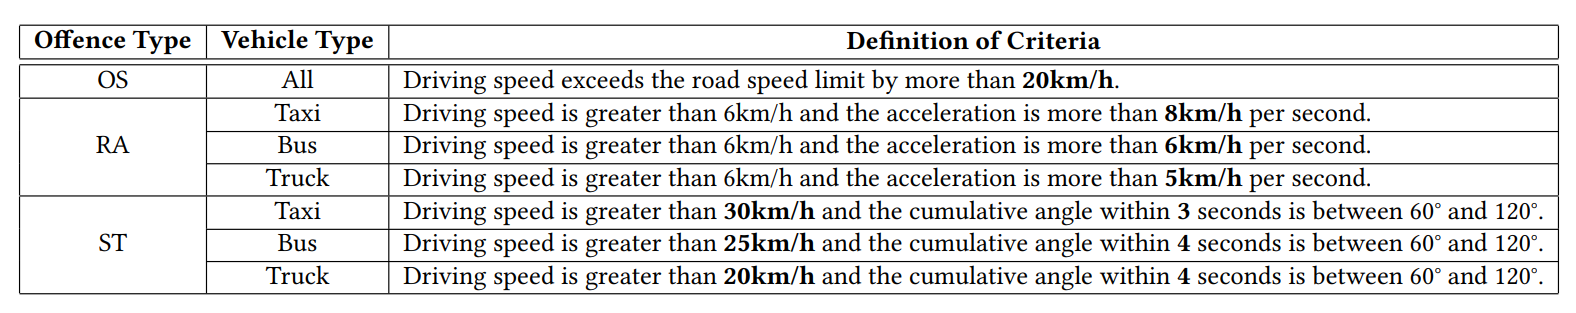 Offence Type Vehicle Type Definition of Criteria
OS All Driving speed exceeds the road speed limit by more than 20km/h.
Taxi Driving speed is greater than 6km/h and the acceleration is more than 8km/h per second.
RA Bus Driving speed is greater than 6km/h and the acceleration is more than 6km/h per second.
Truck Driving speed is greater than 6km/h and the acceleration is more than 5km/h per second.
Taxi Driving speed is greater than 30km/h and the cumulative angle within 3 seconds is between 60° and 120°.
ST Bus Driving speed is greater than 25km/h and the cumulative angle within 4 seconds is between 60° and 120°.
Truck Driving speed is greater than 20km/h and the cumulative angle within 4 seconds is between 60° and 120°.